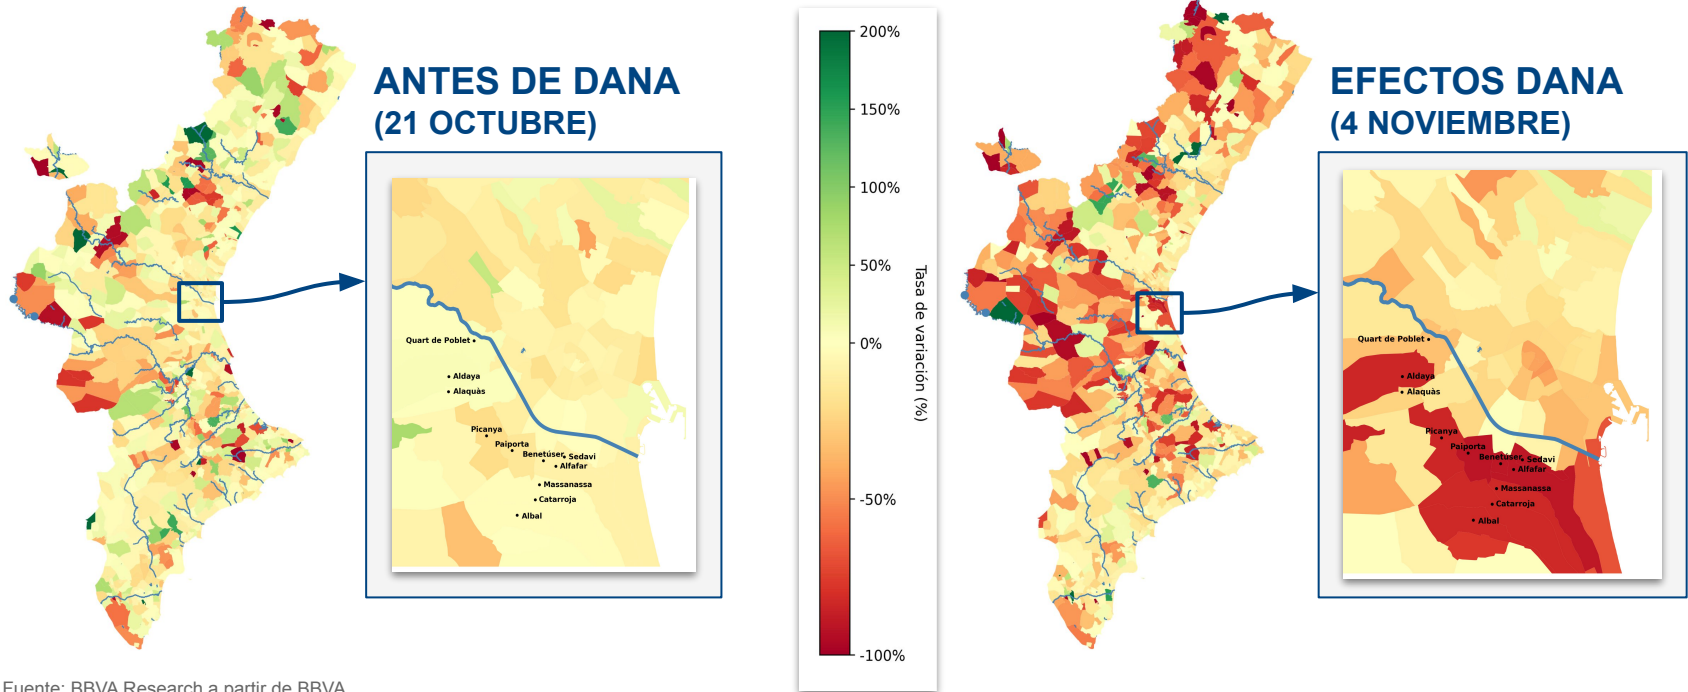 ANTES DE DANA
(21 OCTUBRE)
Quart de Poblet
Aldaya
Alaquàs
Picanya
Paiporta
Benetúser
Sedavi
Alfafar
Massanassa
Catarroja
Albal
200%
150%
100%
50%
0%
-50%
-100%
Tasa de variación (%)
EFECTOS DANA
(4 NOVIEMBRE)
Quart de Poblet
Aldaya
Alaquàs
Picanya
Paiporta
Benetúser
Sedavi
Alfafar
Massanassa
Catarroja
Albal
Fuente: BBVA Research a partir de BBVA